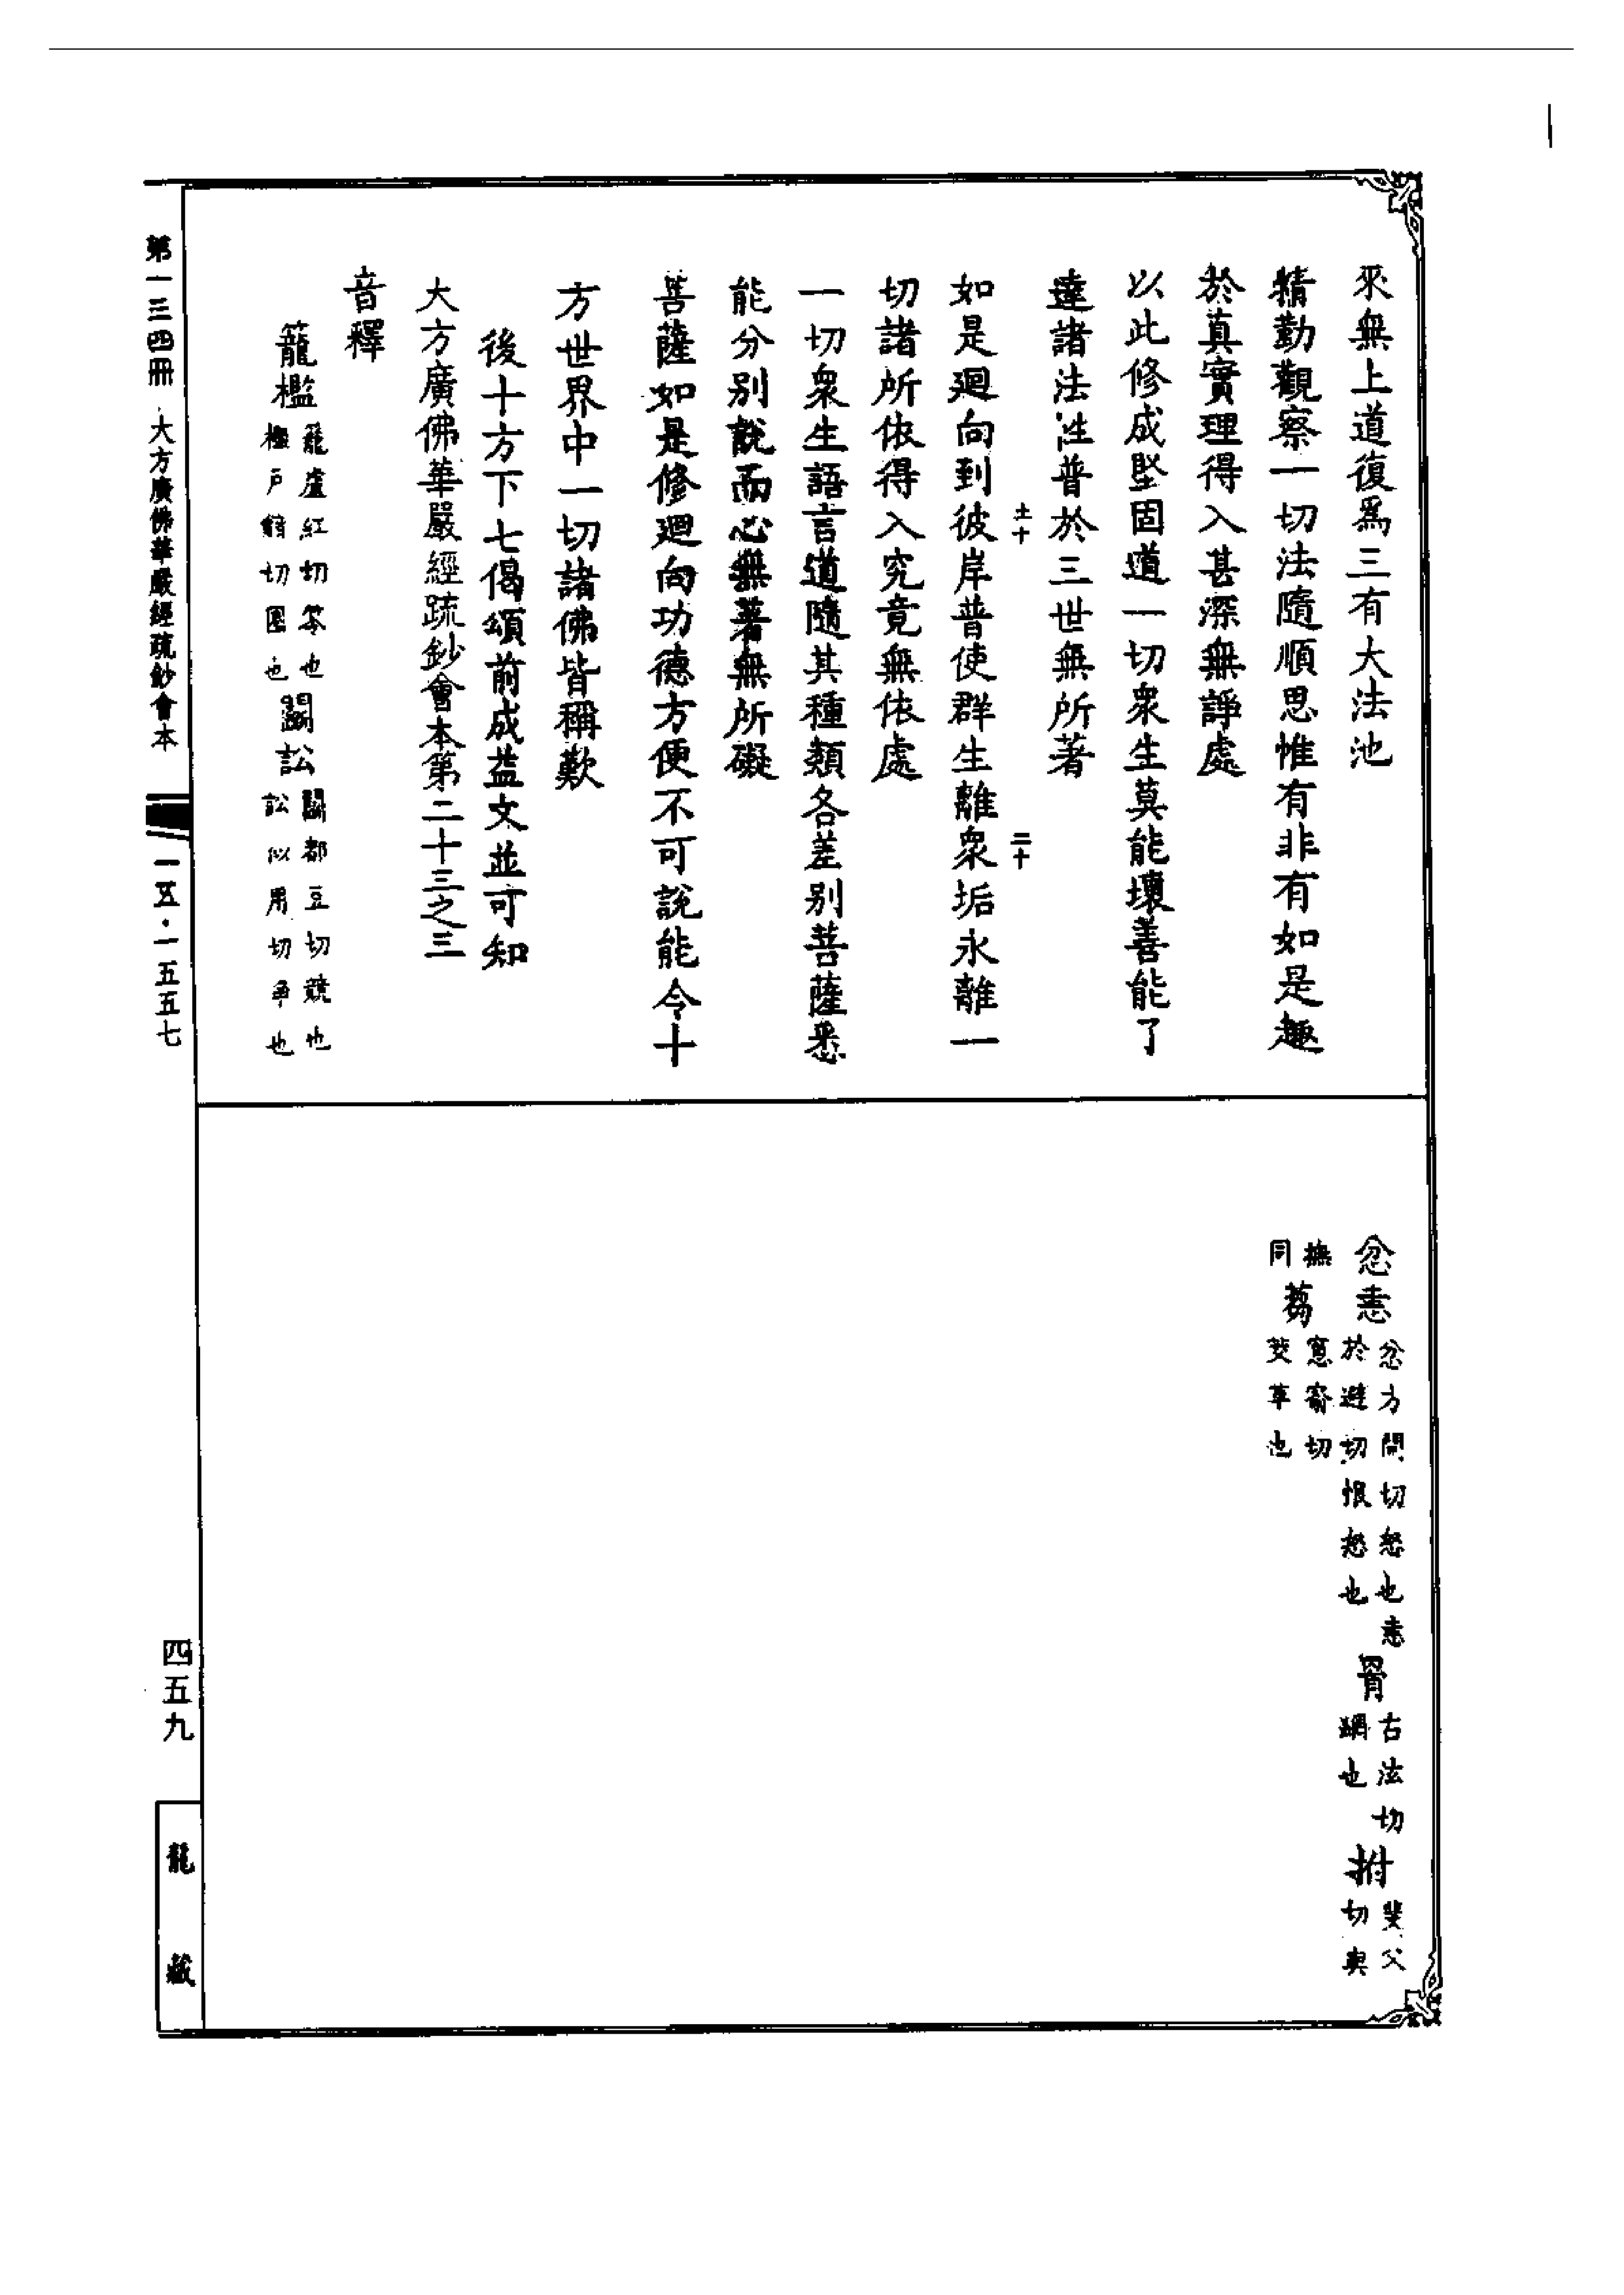 來無上道復爲三有大法池
精勤觀察一切法隨順思惟有非有如是趣
於真實理得入甚深無諍處
以此修成堅固道一切衆生莫能壞善能了
達諸法性普於三世無所著
土十
二十
如是廻向到彼岸普使群生離衆垢永離一
切諸所依得入究竟無依處
一切衆生語言道隨其種類各差別菩薩悉
能分別說而心無著無所礙
菩薩如是修廻向功德方便不可說能令十
方世界中一切諸佛皆稱歎
後十方下七偈頌前成益文並可知
大方廣佛華嚴經疏鈔會本第二十三之三
音釋
籠檻
籠盧紅切笭也
檻戶黯切圈也
鬬訟
鬬都豆切競也
訟似用切爭也
忿恚
忿方問切怒也恚
於避切恨怒也
罥
古法切
網也
拊
斐父
切與
撫
同
芻
窻芻切
茭草也
第一三四冊 大方廣佛華嚴經疏鈔會本
一五·一五五七
四五九
龍藏